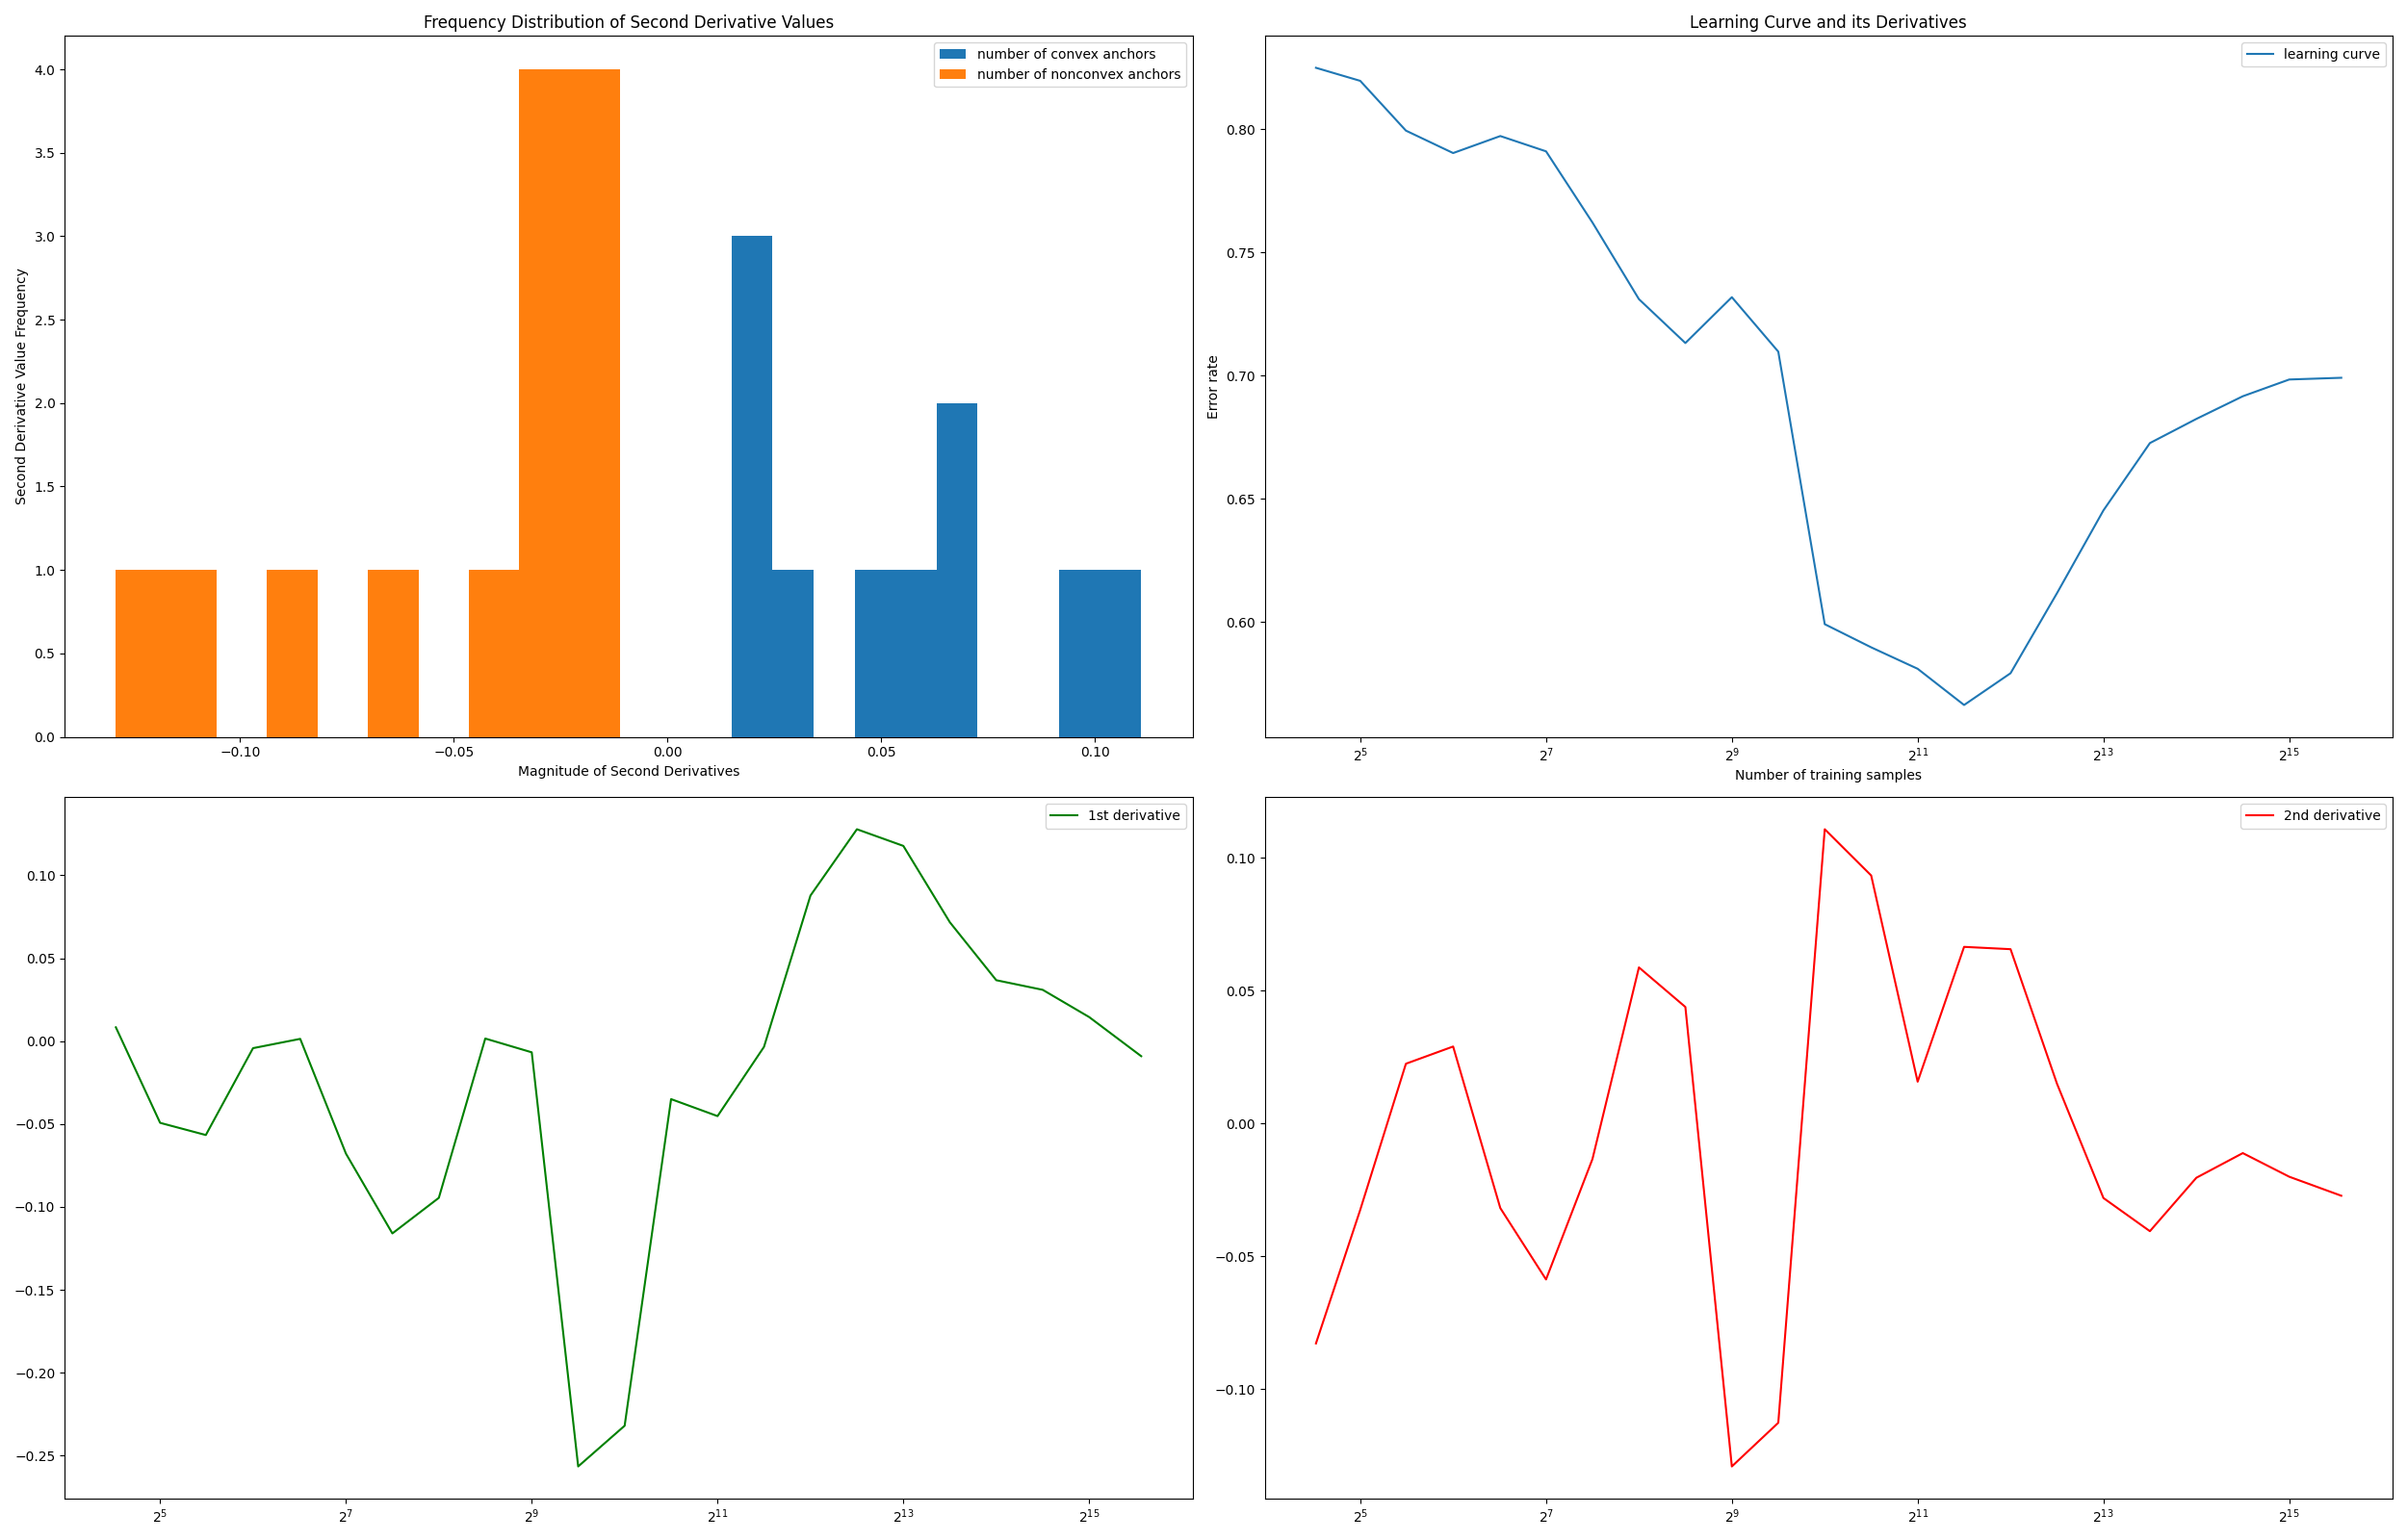 Frequency Distribution of Second Derivative Values
number of convex anchors
number of nonconvex anchors
Second Derivative Value Frequency
4.0
3.5
3.0
2.5
2.0
1.5
1.0
0.5
0.0
−0.10 −0.05 0.00 0.05 0.10
Magnitude of Second Derivatives
Learning Curve and its Derivatives
learning curve
Error rate
0.80
0.75
0.70
0.65
0.60
2^5 2^7 2^9 2^11 2^13 2^15
Number of training samples
1st derivative
0.10
0.05
0.00
−0.05
−0.10
−0.15
−0.20
−0.25
2^5 2^7 2^9 2^11 2^13 2^15
2nd derivative
0.10
0.05
0.00
−0.05
−0.10
2^5 2^7 2^9 2^11 2^13 2^15